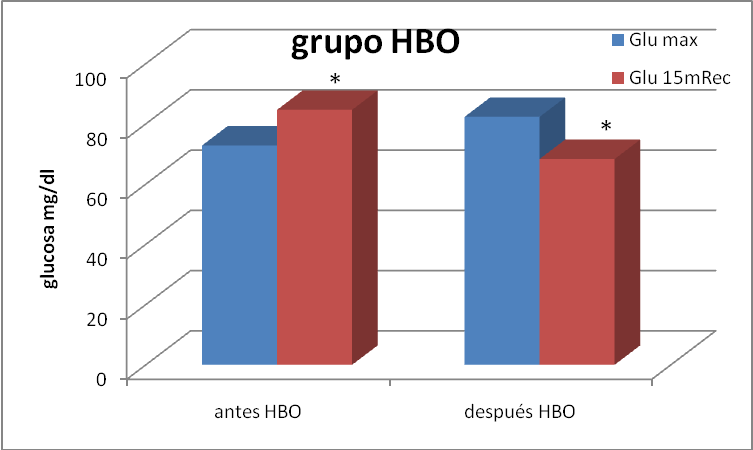 grupo HBO
Glu max
Glu 15mRec
glucosa mg/dl
100
80
60
40
20
0
*
*
antes HBO
después HBO